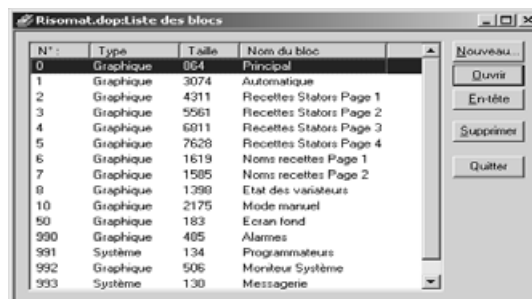 Risomat.dop:Liste des blocs
N° : Type Taille Nom du bloc
0 Graphique 864 Principal
1 Graphique 3074 Automatique
2 Graphique 4311 Recettes Stators Page 1
3 Graphique 5561 Recettes Stators Page 2
4 Graphique 6811 Recettes Stators Page 3
5 Graphique 7628 Recettes Stators Page 4
6 Graphique 1619 Noms recettes Page 1
7 Graphique 1585 Noms recettes Page 2
8 Graphique 1398 Etat des variateurs
10 Graphique 2175 Mode manuel
50 Graphique 183 Ecran fond
990 Graphique 485 Alarmes
991 Système 134 Programmateurs
992 Graphique 506 Moniteur Système
993 Système 130 Messagerie
Nouveau...
Ouvrir
En-tête
Supprimer
Quitter